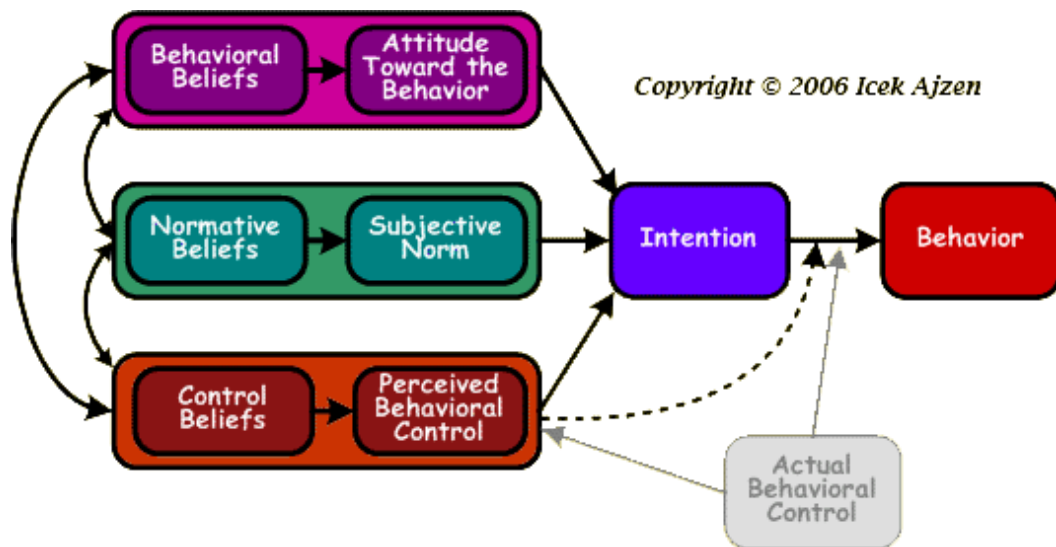 Behavioral
Beliefs
Attitude
Toward the
Behavior
Copyright © 2006 Icek Ajzen
Normative
Beliefs
Subjective
Norm
Intention
Behavior
Control
Beliefs
Perceived
Behavioral
Control
Actual
Behavioral
Control